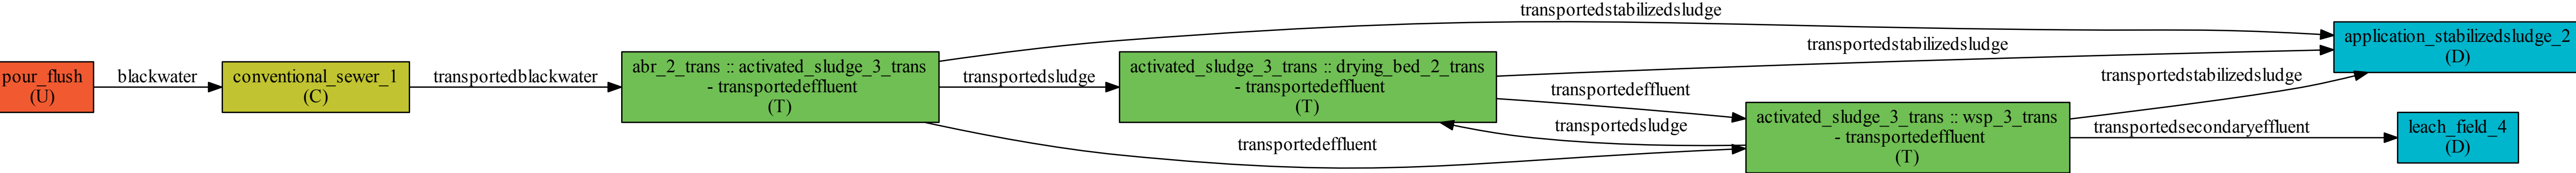 transportedstabilizedsludge
pour_flush
(U)
blackwater
conventional_sewer_1
(C)
transportedblackwater
abr_2_trans :: activated_sludge_3_trans
- transportedeffluent
(T)
transportedsludge
activated_sludge_3_trans :: drying_bed_2_trans
- transportedeffluent
(T)
transportedstabilizedsludge
transportedeffluent
transportedsludge
transportedeffluent
activated_sludge_3_trans :: wsp_3_trans
- transportedeffluent
(T)
transportedstabilizedsludge
transportedsecondaryeffluent
application_stabilizedsludge_2
(D)
leach_field_4
(D)